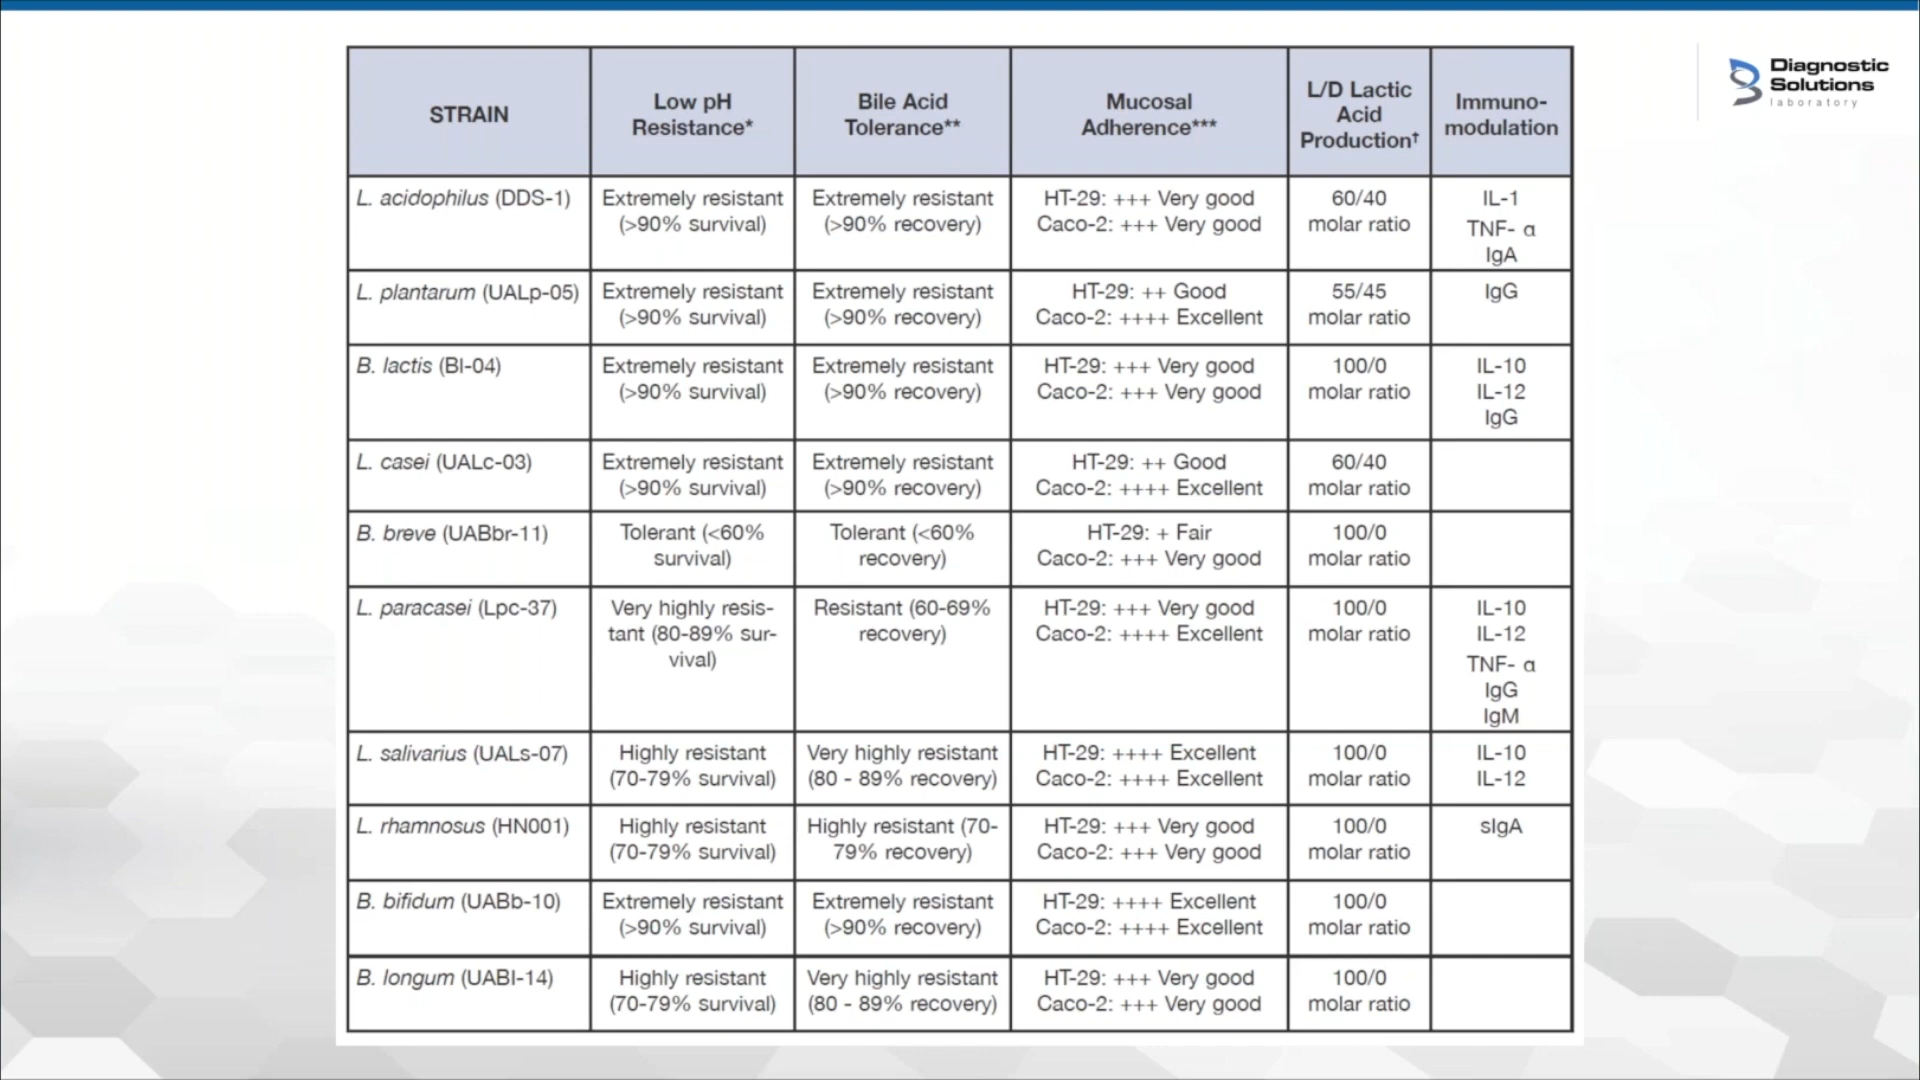 Diagnostic
Solutions
laboratory
STRAIN
Low pH
Resistance*
Bile Acid
Tolerance**
Mucosal
Adherence***
L/D Lactic
Acid
Production†
Immuno-
modulation
L. acidophilus (DDS-1)
Extremely resistant
(>90% survival)
Extremely resistant
(>90% recovery)
HT-29: +++ Very good
Caco-2: +++ Very good
60/40
molar ratio
IL-1
TNF- α
IgA
L. plantarum (UALp-05)
Extremely resistant
(>90% survival)
Extremely resistant
(>90% recovery)
HT-29: ++ Good
Caco-2: ++++ Excellent
55/45
molar ratio
IgG
B. lactis (BI-04)
Extremely resistant
(>90% survival)
Extremely resistant
(>90% recovery)
HT-29: +++ Very good
Caco-2: +++ Very good
100/0
molar ratio
IL-10
IL-12
IgG
L. casei (UALc-03)
Extremely resistant
(>90% survival)
Extremely resistant
(>90% recovery)
HT-29: ++ Good
Caco-2: ++++ Excellent
60/40
molar ratio
B. breve (UABbr-11)
Tolerant (<60%
survival)
Tolerant (<60%
recovery)
HT-29: + Fair
Caco-2: +++ Very good
100/0
molar ratio
L. paracasei (Lpc-37)
Very highly resis-
tant (80-89% sur-
vival)
Resistant (60-69%
recovery)
HT-29: +++ Very good
Caco-2: ++++ Excellent
100/0
molar ratio
IL-10
IL-12
TNF- α
IgG
IgM
L. salivarius (UALs-07)
Highly resistant
(70-79% survival)
Very highly resistant
(80 - 89% recovery)
HT-29: ++++ Excellent
Caco-2: ++++ Excellent
100/0
molar ratio
IL-10
IL-12
L. rhamnosus (HN001)
Highly resistant
(70-79% survival)
Highly resistant (70-
79% recovery)
HT-29: +++ Very good
Caco-2: +++ Very good
100/0
molar ratio
sIgA
B. bifidum (UABb-10)
Extremely resistant
(>90% survival)
Extremely resistant
(>90% recovery)
HT-29: ++++ Excellent
Caco-2: ++++ Excellent
100/0
molar ratio
B. longum (UABI-14)
Highly resistant
(70-79% survival)
Very highly resistant
(80 - 89% recovery)
HT-29: +++ Very good
Caco-2: +++ Very good
100/0
molar ratio